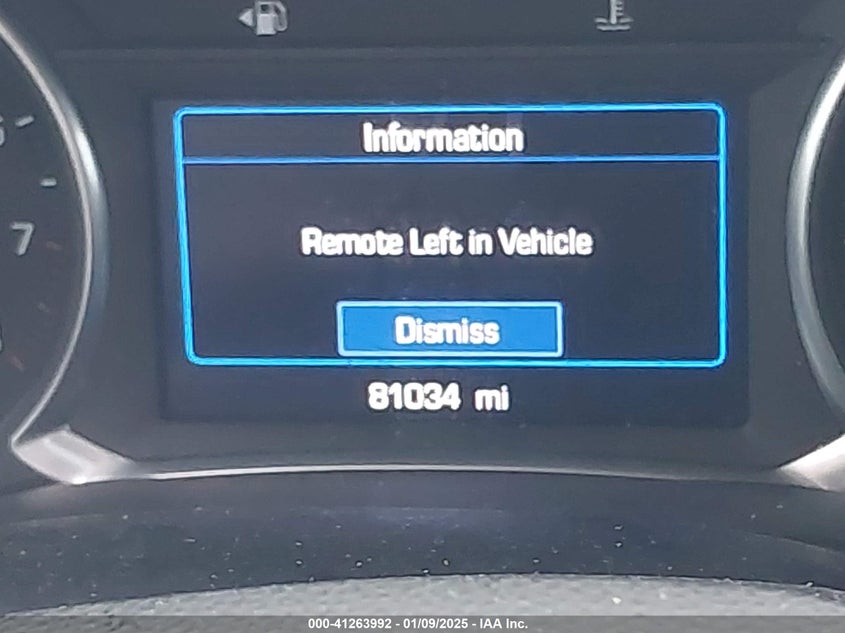 Information
7
Remote Left in Vehicle
Dismiss
81034 mi
000-41263992 - 01/09/2025 - IAA Inc.